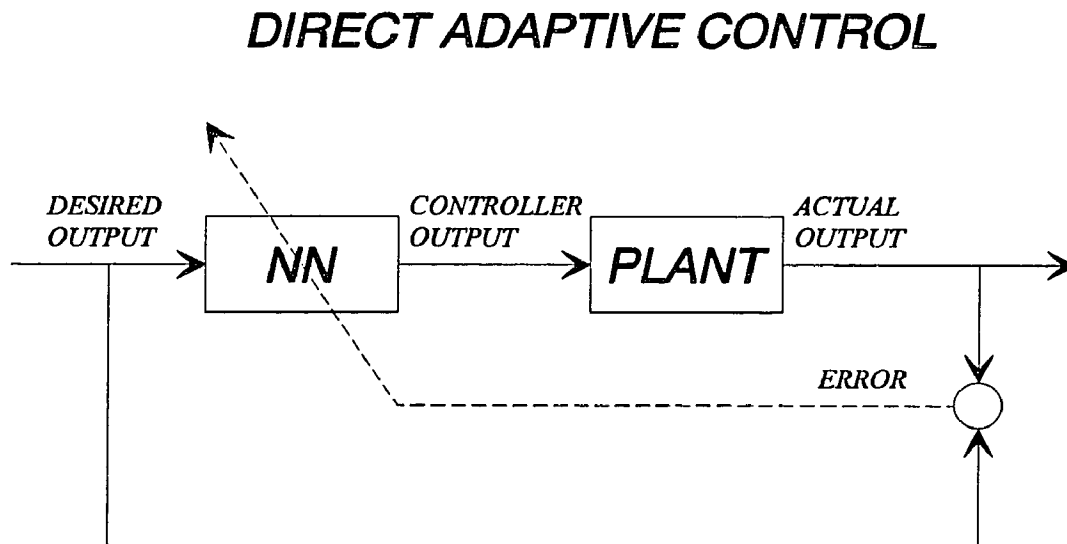 DIRECT ADAPTIVE CONTROL
DESIRED
OUTPUT
NN
CONTROLLER
OUTPUT
PLANT
ACTUAL
OUTPUT
ERROR